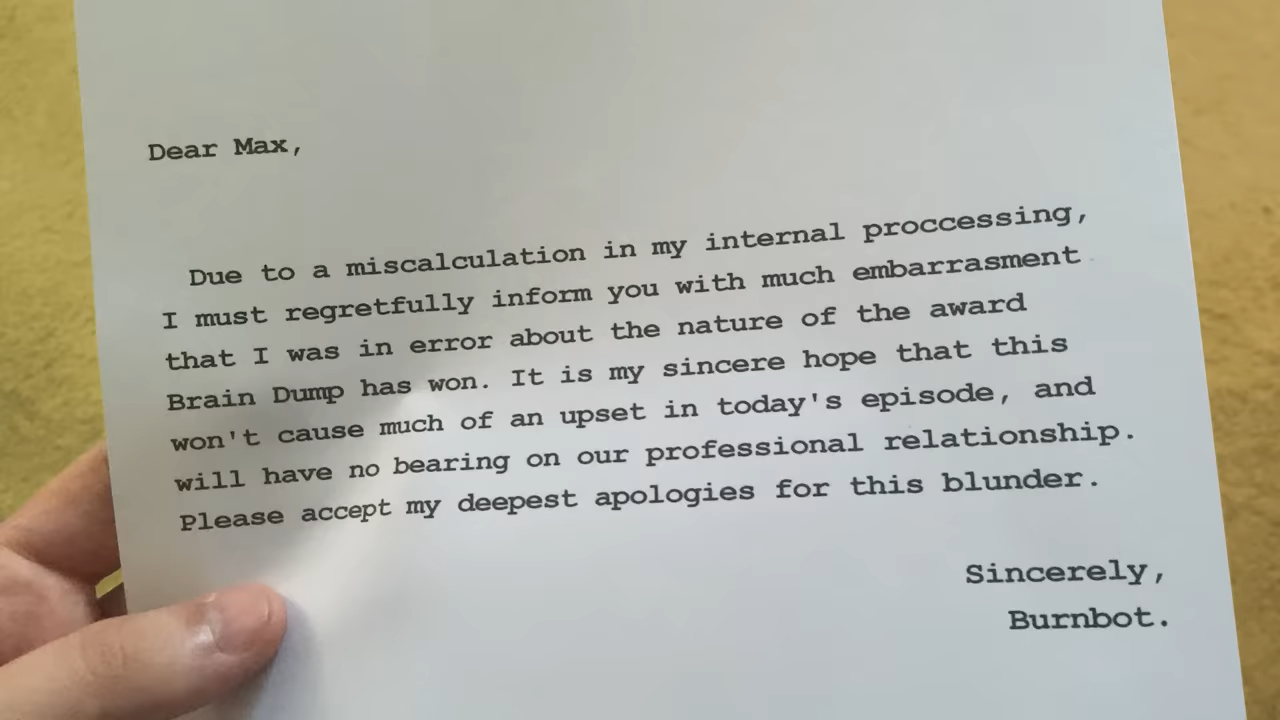 Dear Max,
Due to a miscalculation in my internal proccessing,
I must regretfully inform you with much embarrasment
that I was in error about the nature of the award
Brain Dump has won. It is my sincere hope that this
won't cause much of an upset in today's episode, and
will have no bearing on our professional relationship.
Please accept my deepest apologies for this blunder.
Sincerely,
Burnbot.